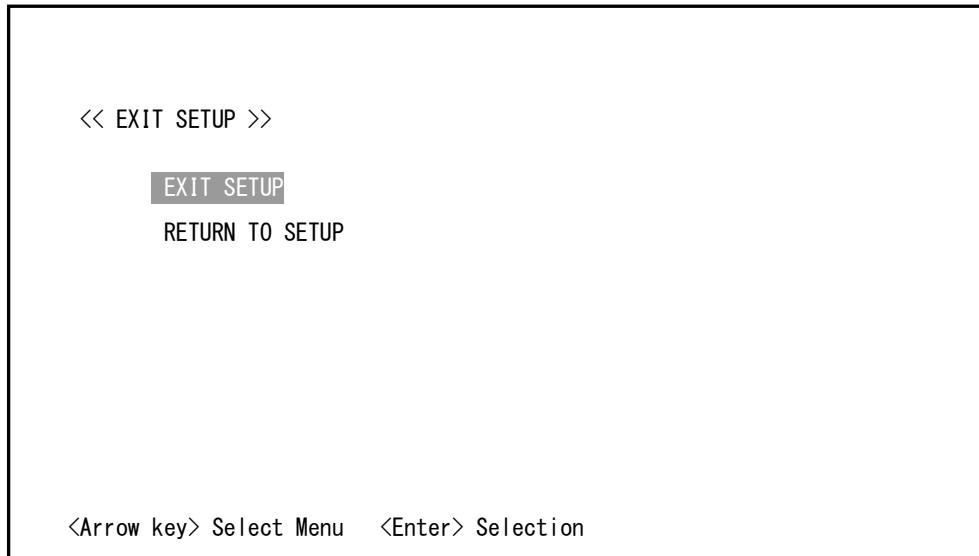 << EXIT SETUP >>
EXIT SETUP
RETURN TO SETUP
<Arrow key> Select Menu <Enter> Selection